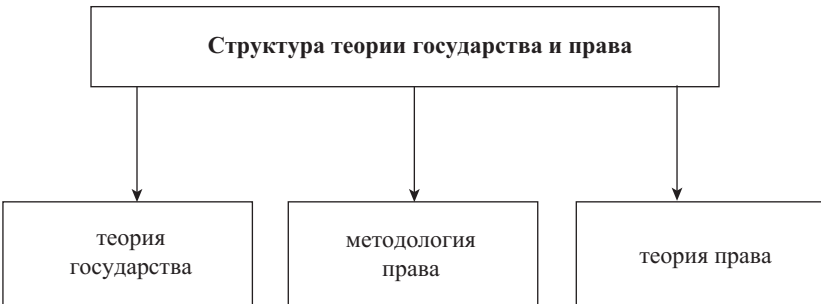 Структура теории государства и права
теория
государства
методология
права
теория права